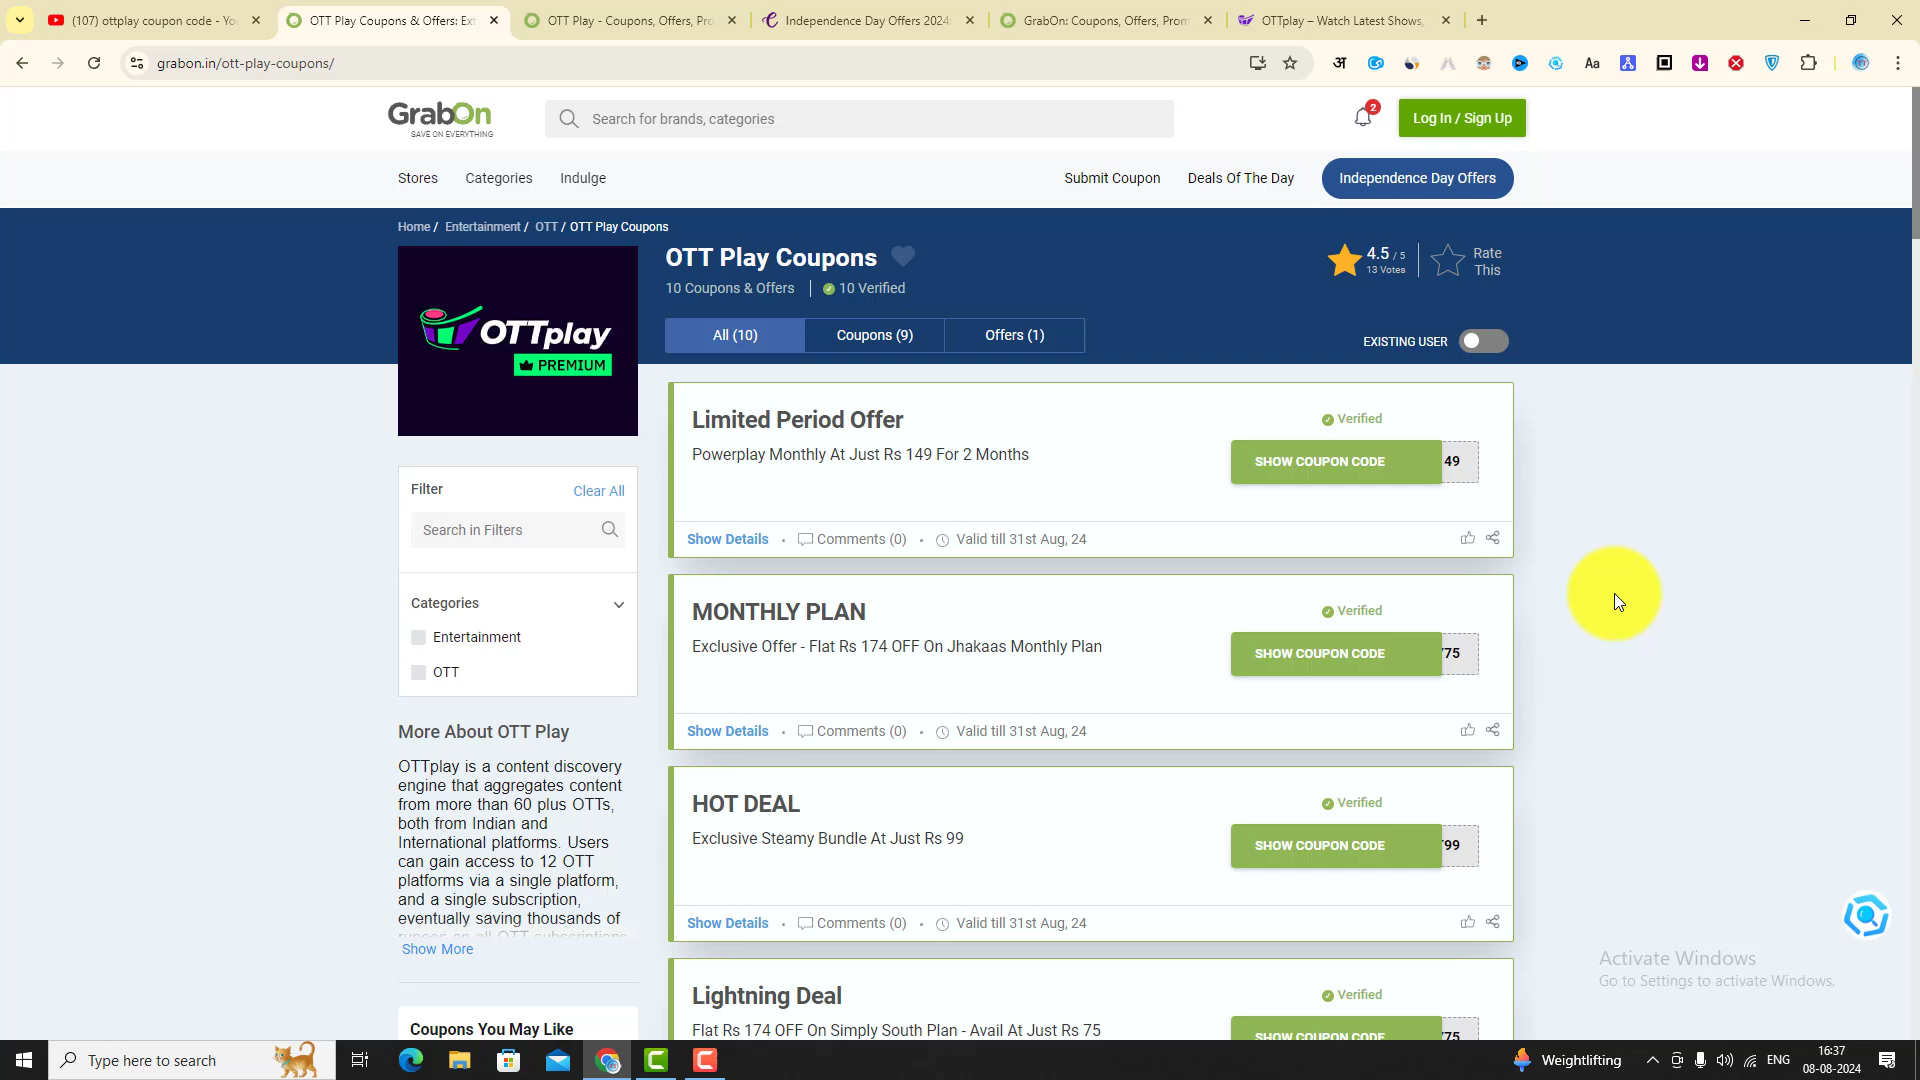 (107) ottplay coupon code - Yo
OTT Play Coupons & Offers: Ext
OTT Play - Coupons, Offers, Pro
Independence Day Offers 2024
GrabOn: Coupons, Offers, Prom
OTTplay – Watch Latest Shows,
grabon.in/ott-play-coupons/
अ
Aa
GrabOn
SAVE ON EVERYTHING
Search for brands, categories
2
Log In / Sign Up
Stores
Categories
Indulge
Submit Coupon
Deals Of The Day
Independence Day Offers
Home / Entertainment / OTT / OTT Play Coupons
OTTplay
PREMIUM
OTT Play Coupons
10 Coupons & Offers
10 Verified
4.5 / 5
13 Votes
Rate
This
All (10)
Coupons (9)
Offers (1)
EXISTING USER
Filter
Clear All
Search in Filters
Categories
Entertainment
OTT
More About OTT Play
OTTplay is a content discovery
engine that aggregates content
from more than 60 plus OTTs,
both from Indian and
International platforms. Users
can gain access to 12 OTT
platforms via a single platform,
and a single subscription,
eventually saving thousands of
rupees on all OTT subscriptions
Show More
Coupons You May Like
Limited Period Offer
Verified
Powerplay Monthly At Just Rs 149 For 2 Months
SHOW COUPON CODE
49
Show Details
Comments (0)
Valid till 31st Aug, 24
MONTHLY PLAN
Verified
Exclusive Offer - Flat Rs 174 OFF On Jhakaas Monthly Plan
SHOW COUPON CODE
75
Show Details
Comments (0)
Valid till 31st Aug, 24
HOT DEAL
Verified
Exclusive Steamy Bundle At Just Rs 99
SHOW COUPON CODE
99
Show Details
Comments (0)
Valid till 31st Aug, 24
Lightning Deal
Verified
Flat Rs 174 OFF On Simply South Plan - Avail At Just Rs 75
SHOW COUPON CODE
75
Activate Windows
Go to Settings to activate Windows.
Type here to search
Weightlifting
ENG
16:37
08-08-2024